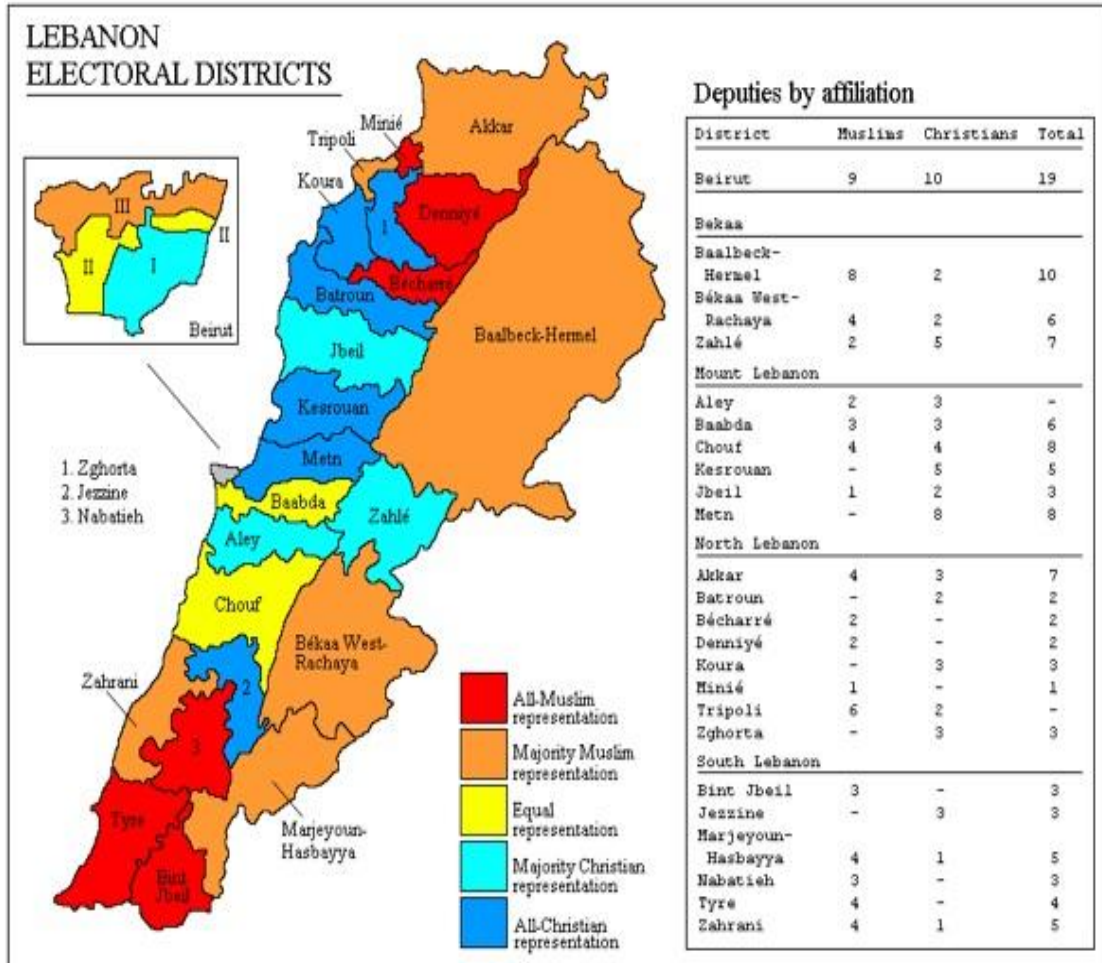 LEBANON
ELECTORAL DISTRICTS
III
II
II
I
Beirut
Minié
Tripoli
Koura
Akkar
1
Denniyé
Bécharré
Batroun
Jbeil
Baalbeck-Hermel
Kesrouan
Metn
1. Zghorta
2. Jezzine
3. Nabatieh
Baabda
Zahlé
Aley
Chouf
Békaa West-
Rachaya
Zahrani
2
3
Tyre
Bint
Jbeil
Marjeyoun-
Hasbayya
All-Muslim
representation
Majority Muslim
representation
Equal
representation
Majority Christian
representation
All-Christian
representation
Deputies by affiliation
District Muslims Christians Total
Beirut 9 10 19
Bekaa
Baalbeck-
Hermel 8 2 10
Békaa West-
Rachaya 4 2 6
Zahlé 2 5 7
Mount Lebanon
Aley 2 3 -
Baabda 3 3 6
Chouf 4 4 8
Kesrouan - 5 5
Jbeil 1 2 3
Metn - 8 8
North Lebanon
Akkar 4 3 7
Batroun - 2 2
Bécharré 2 - 2
Denniyé 2 - 2
Koura - 3 3
Minié 1 - 1
Tripoli 6 2 -
Zghorta - 3 3
South Lebanon
Bint Jbeil 3 - 3
Jezzine - 3 3
Marjeyoun-
Hasbayya 4 1 5
Nabatieh 3 - 3
Tyre 4 - 4
Zahrani 4 1 5